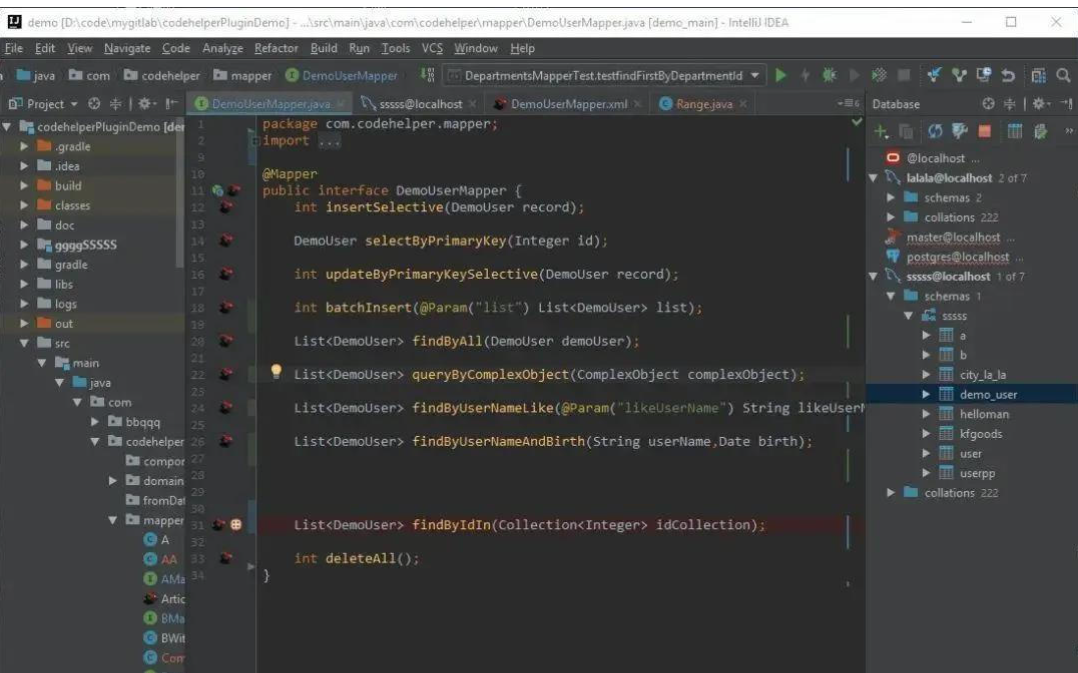 demo [D:\code\mygitlab\codehelperPluginDemo] - ...\src\main\java\com\codehelper\mapper\DemoUserMapper.java [demo_main] - IntelliJ IDEA
File Edit View Navigate Code Analyze Refactor Build Run Tools VCS Window Help
java com codehelper mapper DemoUserMapper DepartmentsMapperTest.testfindFirstByDepartmentId
Project DemoUserMapper.java sssss@localhost DemoUserMapper.xml Range.java Database
codehelperPluginDemo [der
.gradle
.idea
build
classes
doc
ggggSSSSS
gradle
libs
logs
out
src
main
java
com
bbqqq
codehelper
compor
domain
fromDat
mapper
A
AA
AMa
Artic
BMa
BWit
Com
1 package com.codehelper.mapper;
2 import ...
9
10 @Mapper
11 public interface DemoUserMapper {
12 int insertSelective(DemoUser record);
13
14 DemoUser selectByPrimaryKey(Integer id);
15
16 int updateByPrimaryKeySelective(DemoUser record);
17
18 int batchInsert(@Param("list") List<DemoUser> list);
19
20 List<DemoUser> findByAll(DemoUser demoUser);
21
22 List<DemoUser> queryByComplexObject(ComplexObject complexObject);
23
24 List<DemoUser> findByUserNameLike(@Param("likeUserName") String likeUserN
25
26 List<DemoUser> findByUserNameAndBirth(String userName,Date birth);
27
28
29
30
31 List<DemoUser> findByIdIn(Collection<Integer> idCollection);
32
33 int deleteAll();
34 }
@localhost ...
lalala@localhost 2 of 7
schemas 2
collations 222
master@localhost ...
postgres@localhost ...
sssss@localhost 1 of 7
schemas 1
sssss
a
b
city_la_la
demo_user
helloman
kfgoods
user
userpp
collations 222